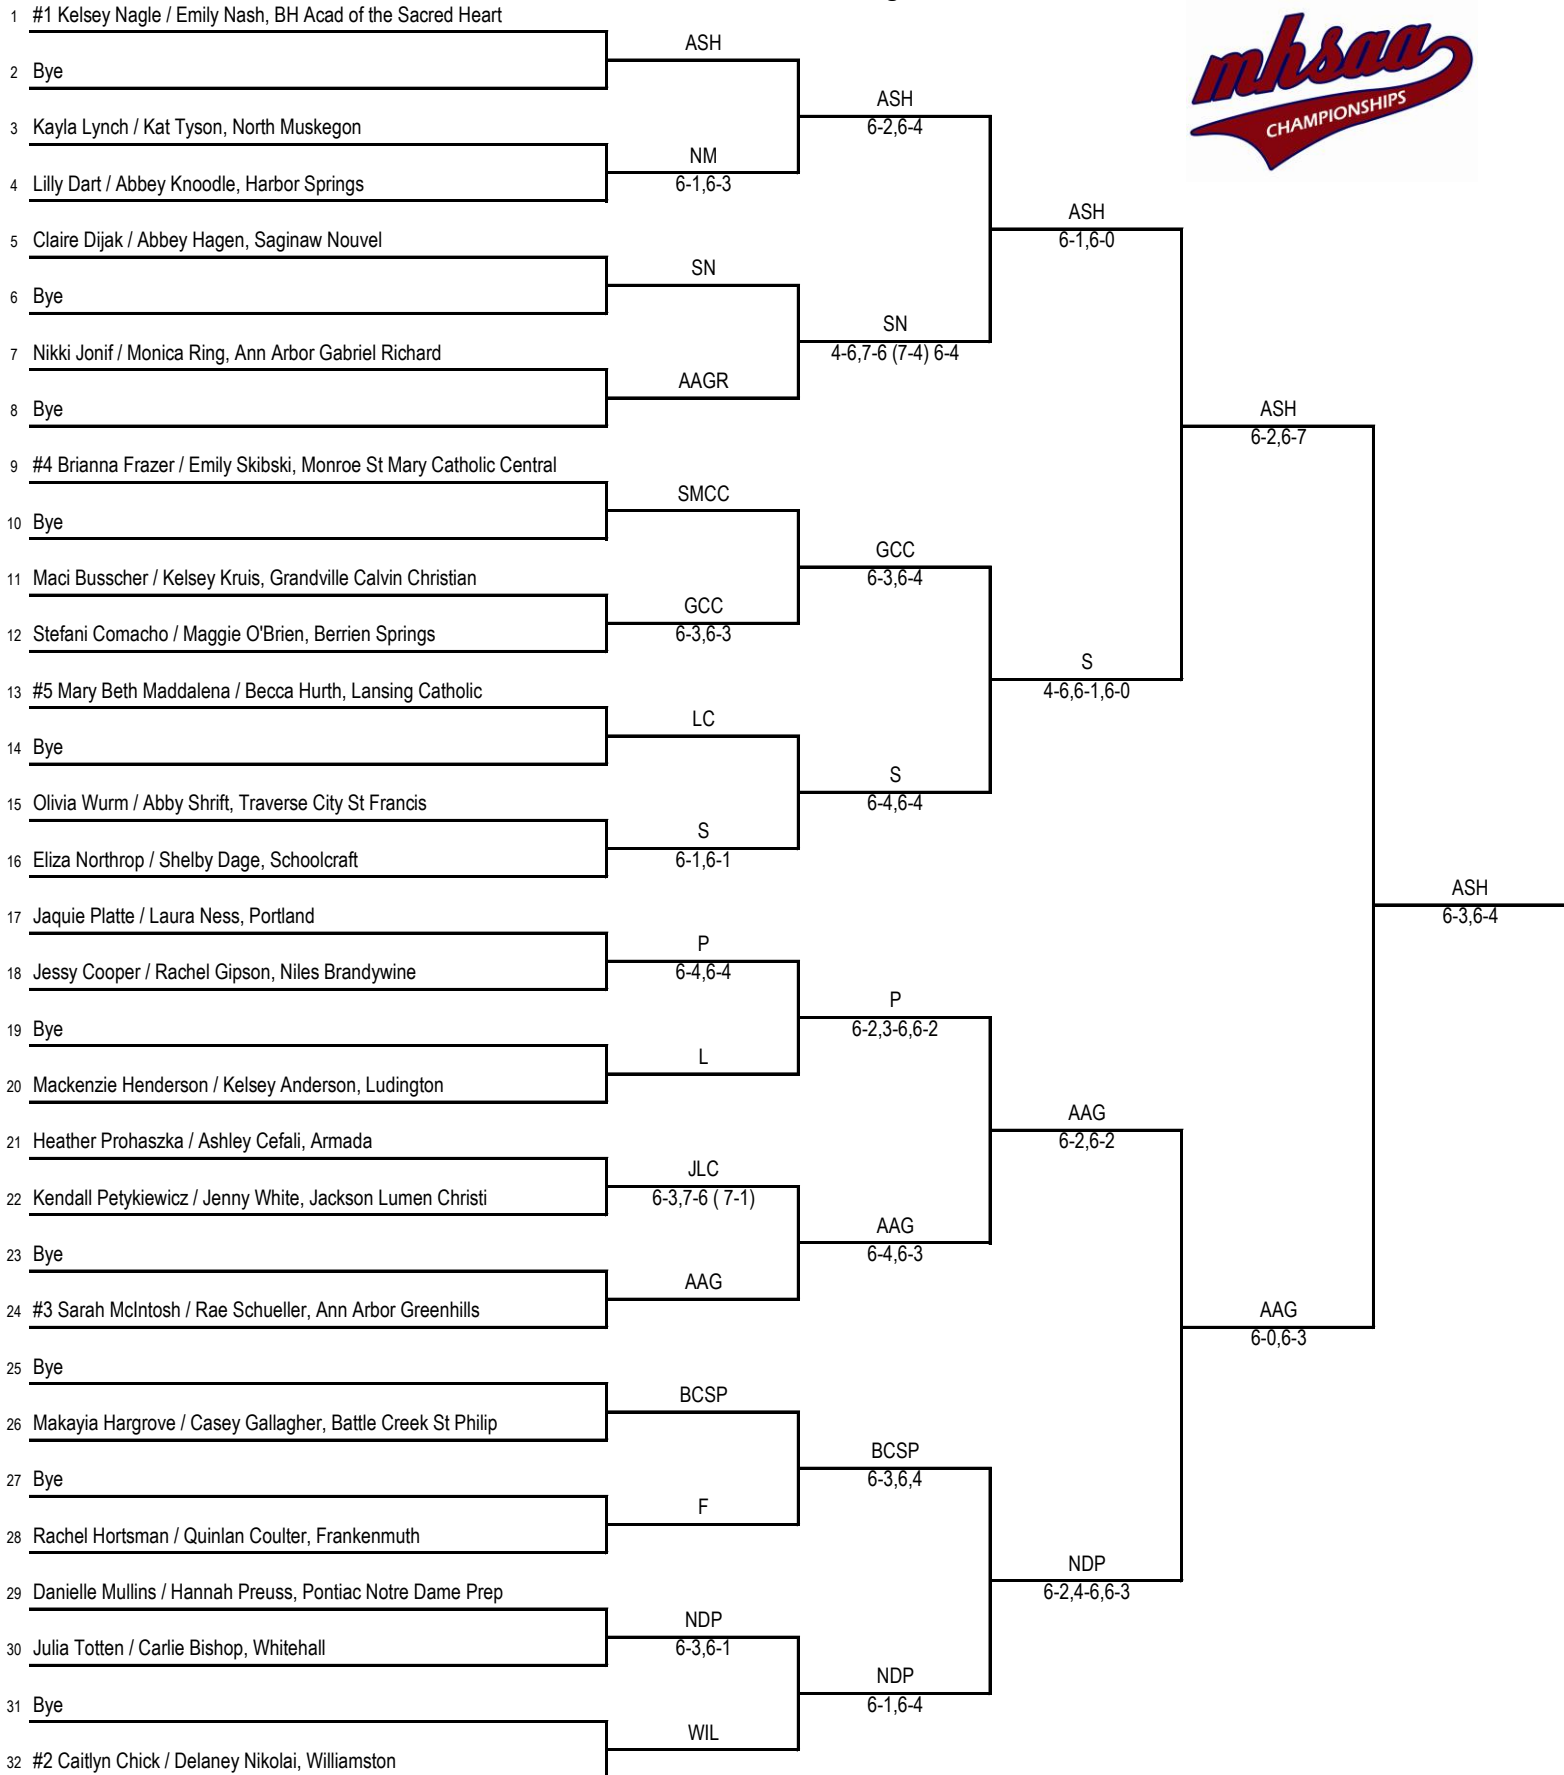 1 #1 Kelsey Nagle / Emily Nash, BH Acad of the Sacred Heart
2 Bye
3 Kayla Lynch / Kat Tyson, North Muskegon
4 Lilly Dart / Abbey Knoodle, Harbor Springs
5 Claire Dijak / Abbey Hagen, Saginaw Nouvel
6 Bye
7 Nikki Jonif / Monica Ring, Ann Arbor Gabriel Richard
8 Bye
9 #4 Brianna Frazer / Emily Skibski, Monroe St Mary Catholic Central
10 Bye
11 Maci Busscher / Kelsey Kruis, Grandville Calvin Christian
12 Stefani Comacho / Maggie O'Brien, Berrien Springs
13 #5 Mary Beth Maddalena / Becca Hurth, Lansing Catholic
14 Bye
15 Olivia Wurm / Abby Shrift, Traverse City St Francis
16 Eliza Northrop / Shelby Dage, Schoolcraft
17 Jaquie Platte / Laura Ness, Portland
18 Jessy Cooper / Rachel Gipson, Niles Brandywine
19 Bye
20 Mackenzie Henderson / Kelsey Anderson, Ludington
21 Heather Prohaszka / Ashley Cefali, Armada
22 Kendall Petykiewicz / Jenny White, Jackson Lumen Christi
23 Bye
24 #3 Sarah McIntosh / Rae Schueller, Ann Arbor Greenhills
25 Bye
26 Makayia Hargrove / Casey Gallagher, Battle Creek St Philip
27 Bye
28 Rachel Hortsman / Quinlan Coulter, Frankenmuth
29 Danielle Mullins / Hannah Preuss, Pontiac Notre Dame Prep
30 Julia Totten / Carlie Bishop, Whitehall
31 Bye
32 #2 Caitlyn Chick / Delaney Nikolai, Williamston
ASH
NM
6-1,6-3
SN
AAGR
SMCC
GCC
6-3,6-3
LC
S
6-1,6-1
P
6-4,6-4
L
JLC
6-3,7-6 ( 7-1)
AAG
BCSP
F
NDP
6-3,6-1
WIL
ASH
6-2,6-4
SN
4-6,7-6 (7-4) 6-4
GCC
6-3,6-4
S
6-4,6-4
P
6-2,3-6,6-2
AAG
6-4,6-3
BCSP
6-3,6,4
NDP
6-1,6-4
ASH
6-1,6-0
S
4-6,6-1,6-0
AAG
6-2,6-2
NDP
6-2,4-6,6-3
ASH
6-2,6-7
AAG
6-0,6-3
ASH
6-3,6-4
mhsaa
CHAMPIONSHIPS